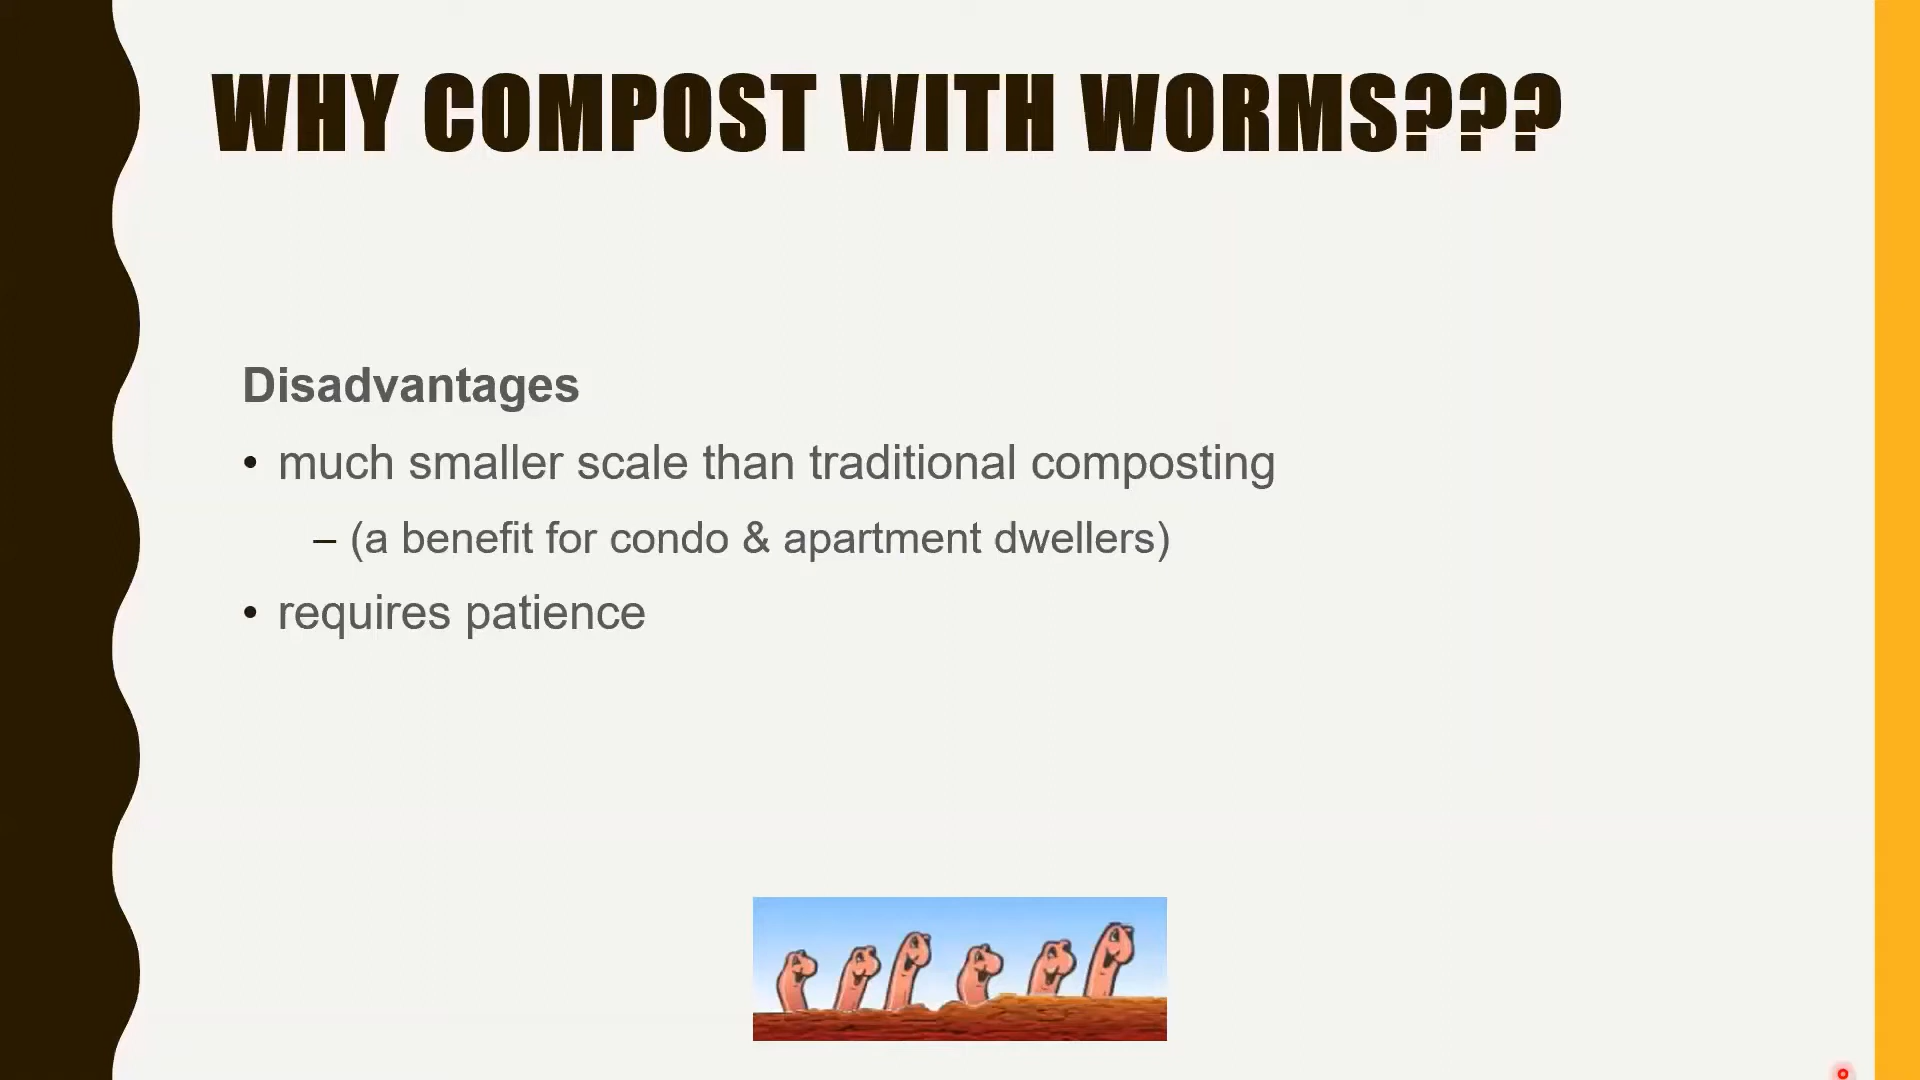 WHY COMPOST WITH WORMS???
Disadvantages
• much smaller scale than traditional composting
– (a benefit for condo & apartment dwellers)
• requires patience